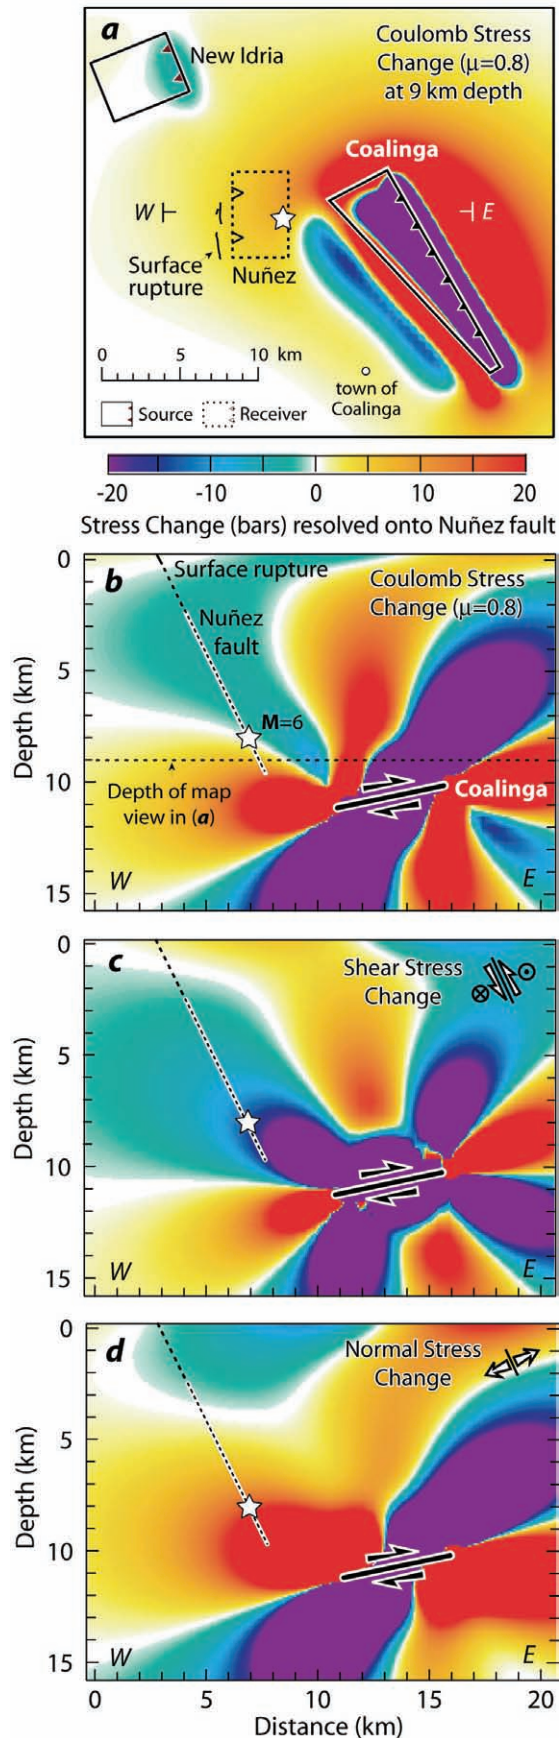 a
New Idria
Coulomb Stress
Change (μ=0.8)
at 9 km depth
Coalinga
W
E
Surface
rupture
Nuñez
0 5 10 km
town of
Coalinga
Source
Receiver
-20 -10 0 10 20
Stress Change (bars) resolved onto Nuñez fault
b
Surface rupture
Coulomb Stress
Change (μ=0.8)
Nuñez
fault
M=6
Depth of map
view in (a)
Coalinga
W
E
0
5
10
15
Depth (km)
c
Shear Stress
Change
W
E
0
5
10
15
Depth (km)
d
Normal Stress
Change
W
E
0
5
10
15
Depth (km)
0 5 10 15 20
Distance (km)